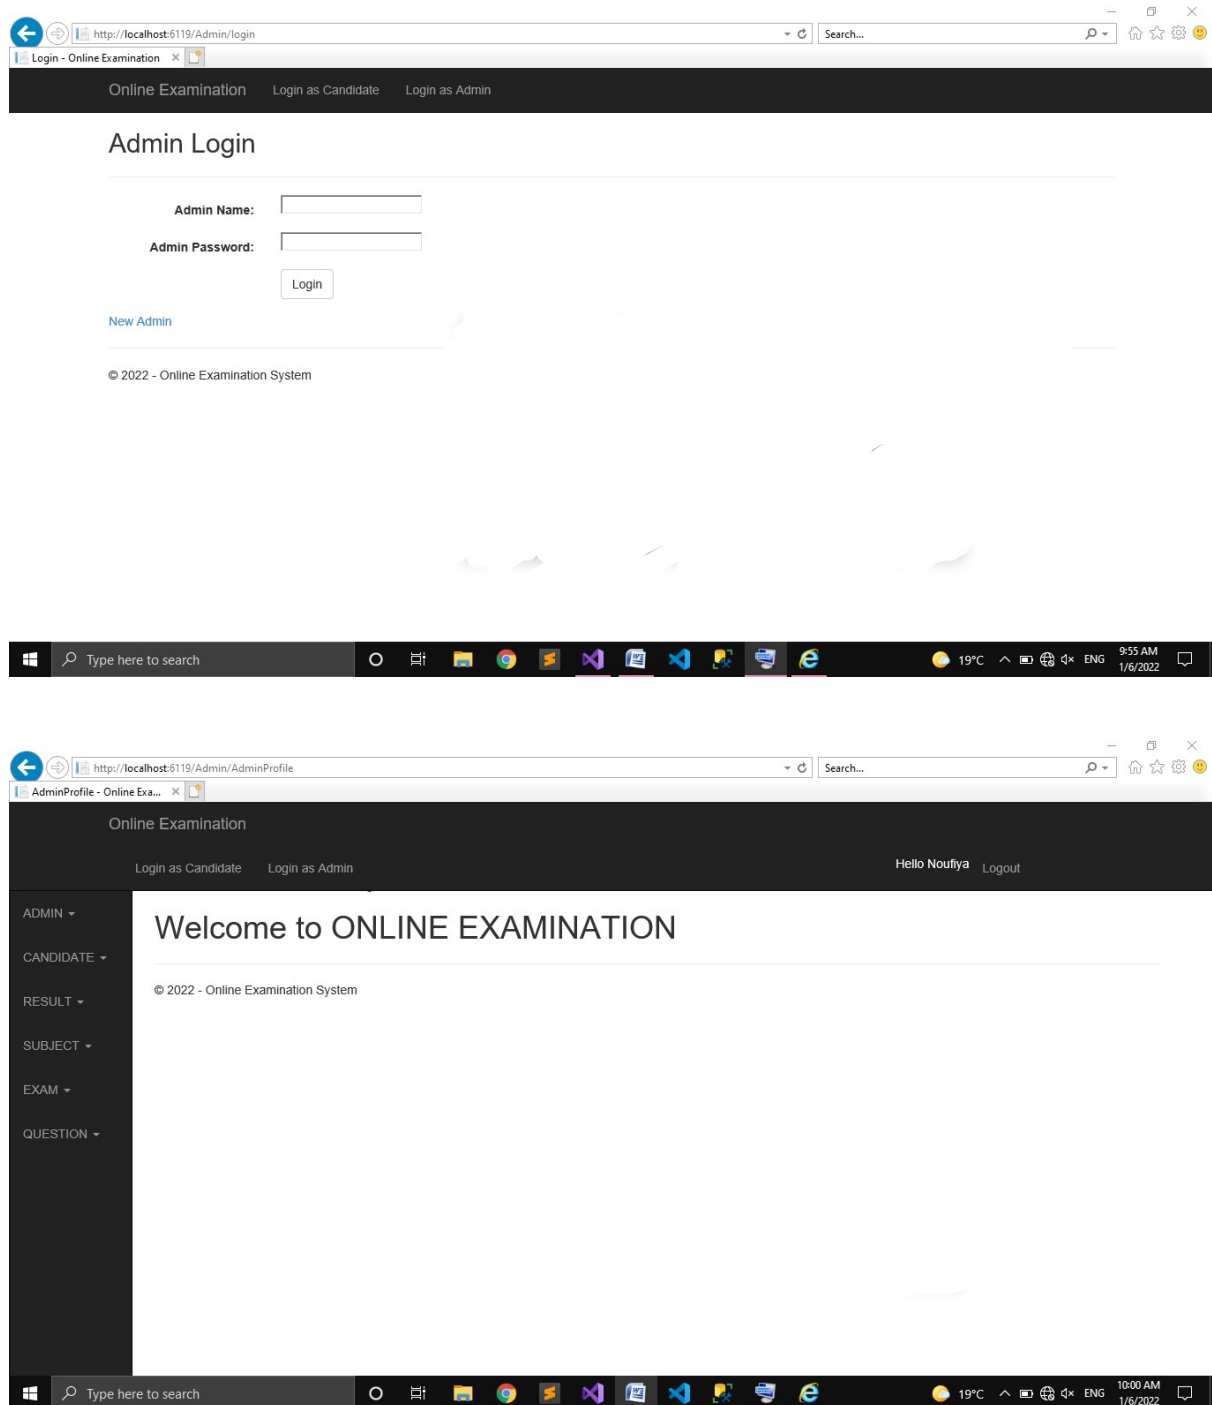 http://localhost:6119/Admin/login
Search...
Login - Online Examination
Online Examination Login as Candidate Login as Admin
Admin Login
Admin Name:
Admin Password:
Login
New Admin
© 2022 - Online Examination System
Type here to search
19°C ENG 9:55 AM
1/6/2022
http://localhost:6119/Admin/AdminProfile
Search...
AdminProfile - Online Exa...
Online Examination
Login as Candidate Login as Admin Hello Noufiya Logout
ADMIN
Welcome to ONLINE EXAMINATION
CANDIDATE
© 2022 - Online Examination System
RESULT
SUBJECT
EXAM
QUESTION
Type here to search
19°C ENG 10:00 AM
1/6/2022